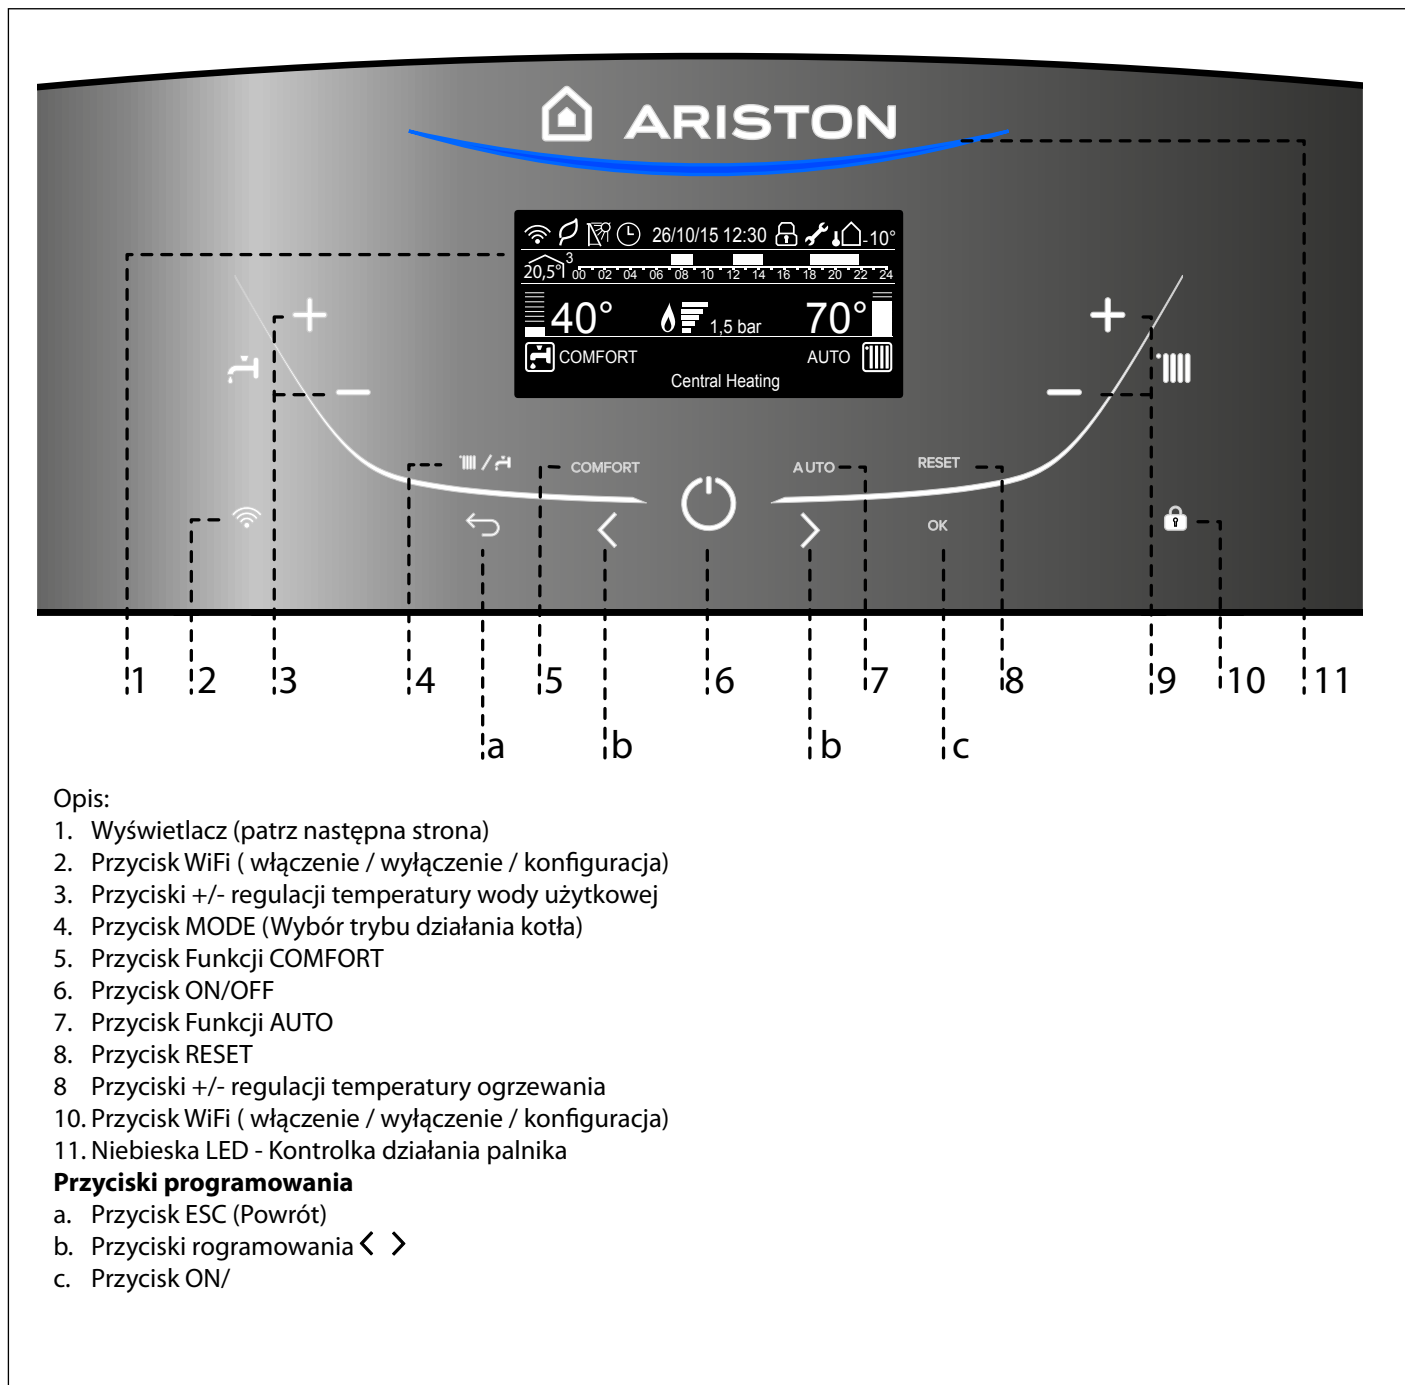 ARISTON
26/10/15 12:30 -10°
20,5° 3 00 02 04 06 08 10 12 14 16 18 20 22 24
40° 1,5 bar 70°
COMFORT AUTO
Central Heating
/ COMFORT AUTO RESET
OK
1 2 3 4 5 6 7 8 9 10 11
a b b c
Opis:
1. Wyświetlacz (patrz następna strona)
2. Przycisk WiFi ( włączenie / wyłączenie / konfiguracja)
3. Przyciski +/- regulacji temperatury wody użytkowej
4. Przycisk MODE (Wybór trybu działania kotła)
5. Przycisk Funkcji COMFORT
6. Przycisk ON/OFF
7. Przycisk Funkcji AUTO
8. Przycisk RESET
8 Przyciski +/- regulacji temperatury ogrzewania
10. Przycisk WiFi ( włączenie / wyłączenie / konfiguracja)
11. Niebieska LED - Kontrolka działania palnika
Przyciski programowania
a. Przycisk ESC (Powrót)
b. Przyciski rogramowania < >
c. Przycisk ON/